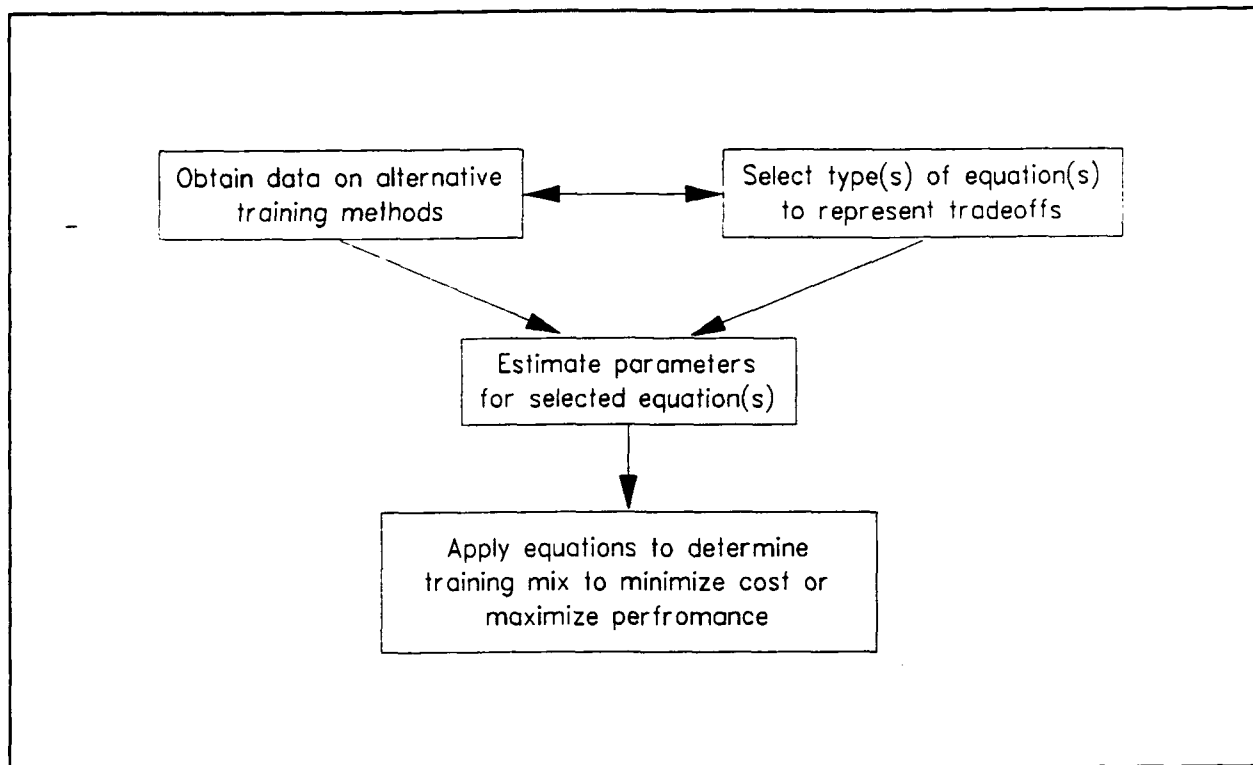 Obtain data on alternative
training methods
Select type(s) of equation(s)
to represent tradeoffs
Estimate parameters
for selected equation(s)
Apply equations to determine
training mix to minimize cost or
maximize perfromance